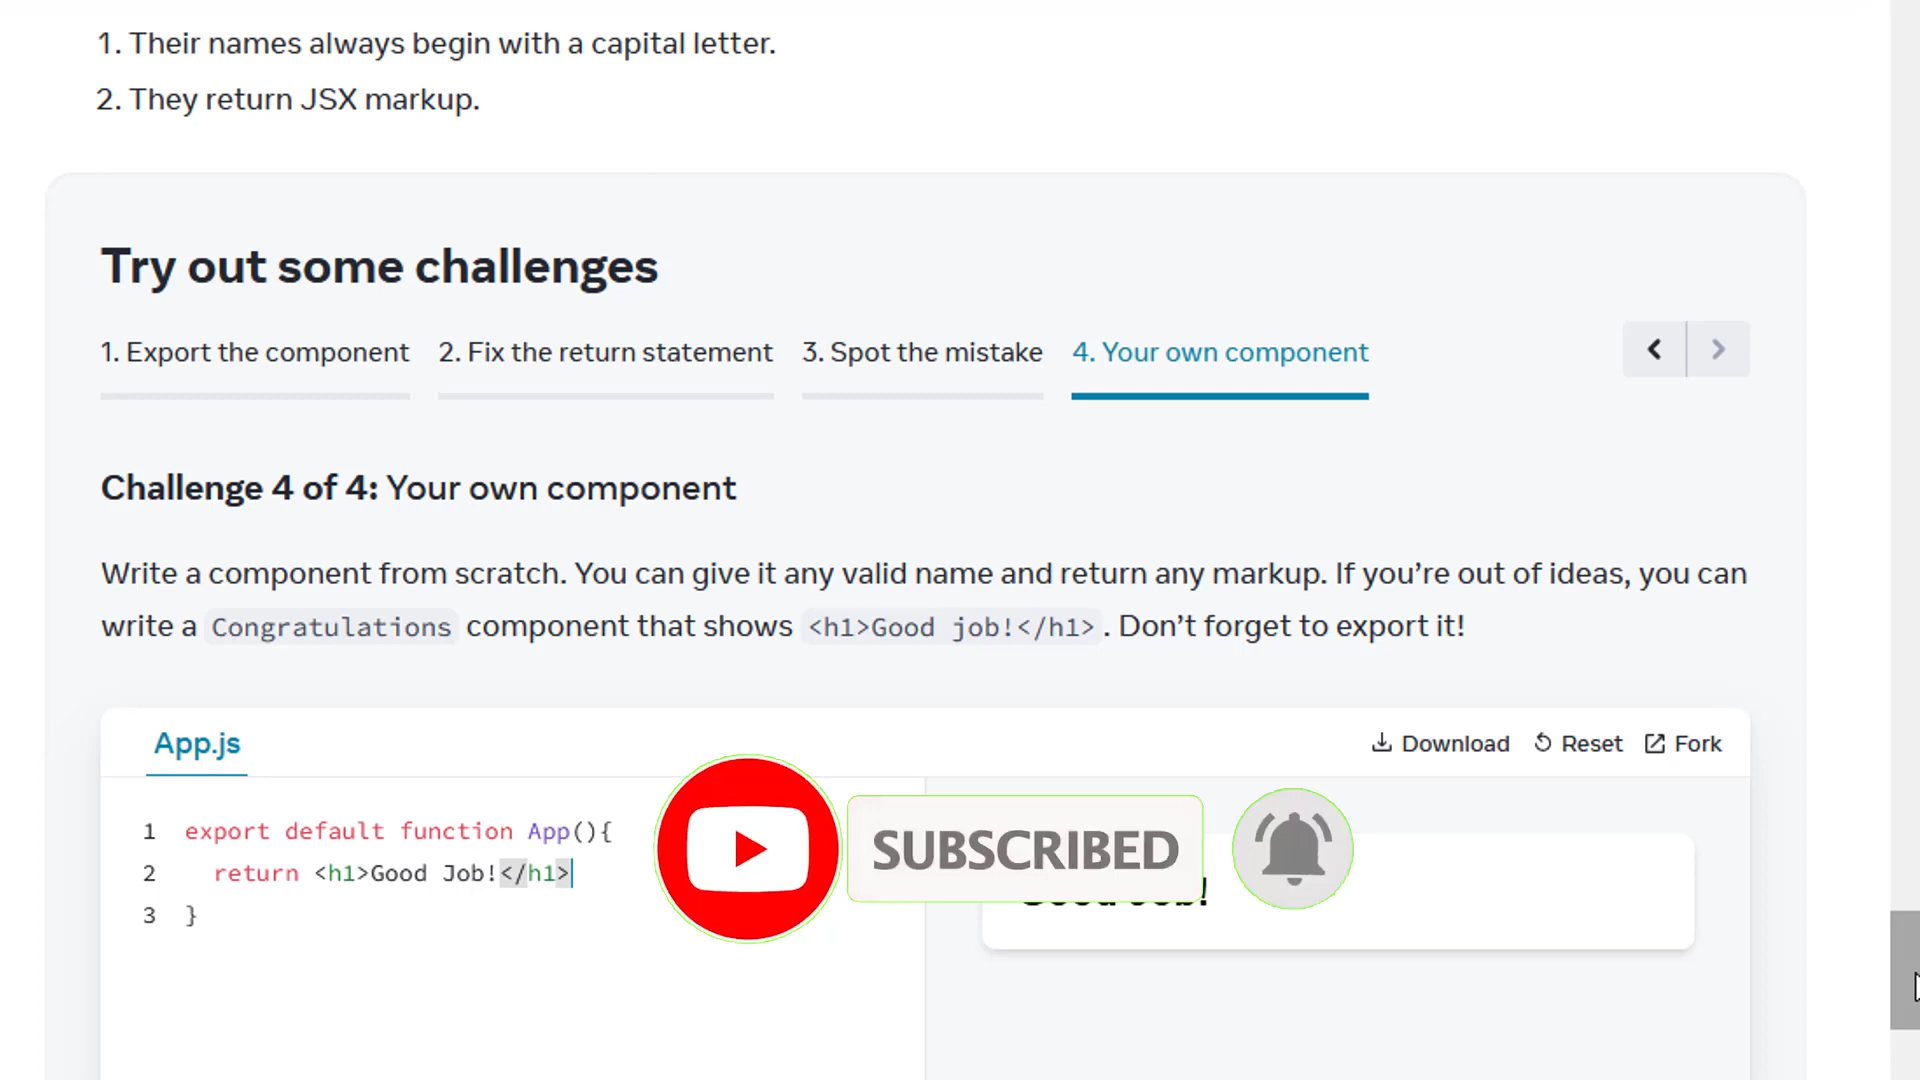 1. Their names always begin with a capital letter.
2. They return JSX markup.
Try out some challenges
1. Export the component 2. Fix the return statement 3. Spot the mistake 4. Your own component
Challenge 4 of 4: Your own component
Write a component from scratch. You can give it any valid name and return any markup. If you're out of ideas, you can
write a Congratulations component that shows <h1>Good job!</h1>. Don't forget to export it!
App.js
Download Reset Fork
1 export default function App(){
2 return <h1>Good Job!</h1>
3 }
SUBSCRIBED
Good Job!